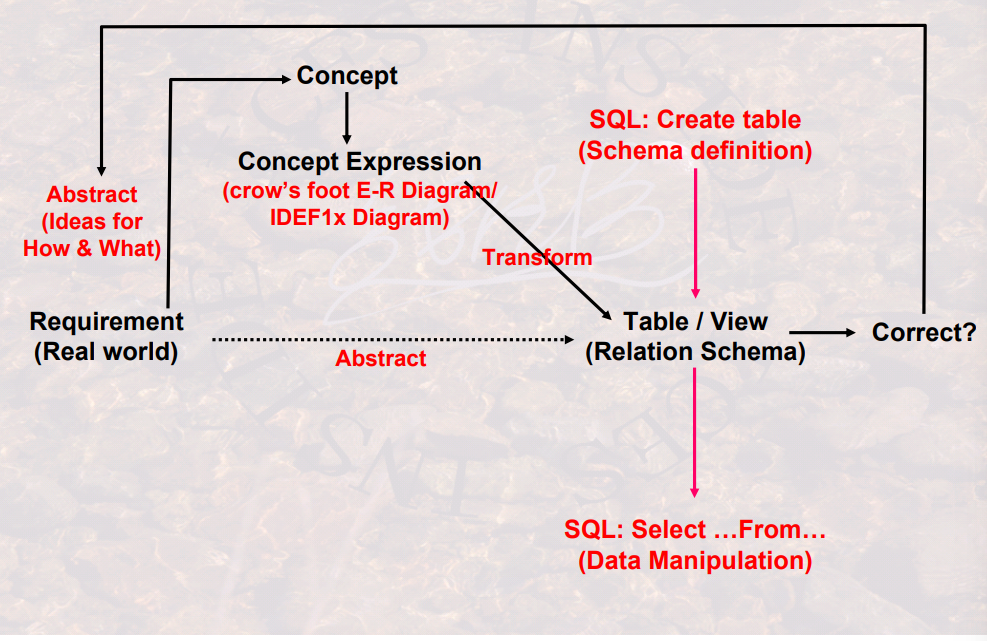 Concept
SQL: Create table
(Schema definition)
Concept Expression
(crow's foot E-R Diagram/
IDEF1x Diagram)
Abstract
(Ideas for
How & What)
Transform
Requirement
(Real world)
Abstract
Table / View
(Relation Schema)
Correct?
SQL: Select …From…
(Data Manipulation)